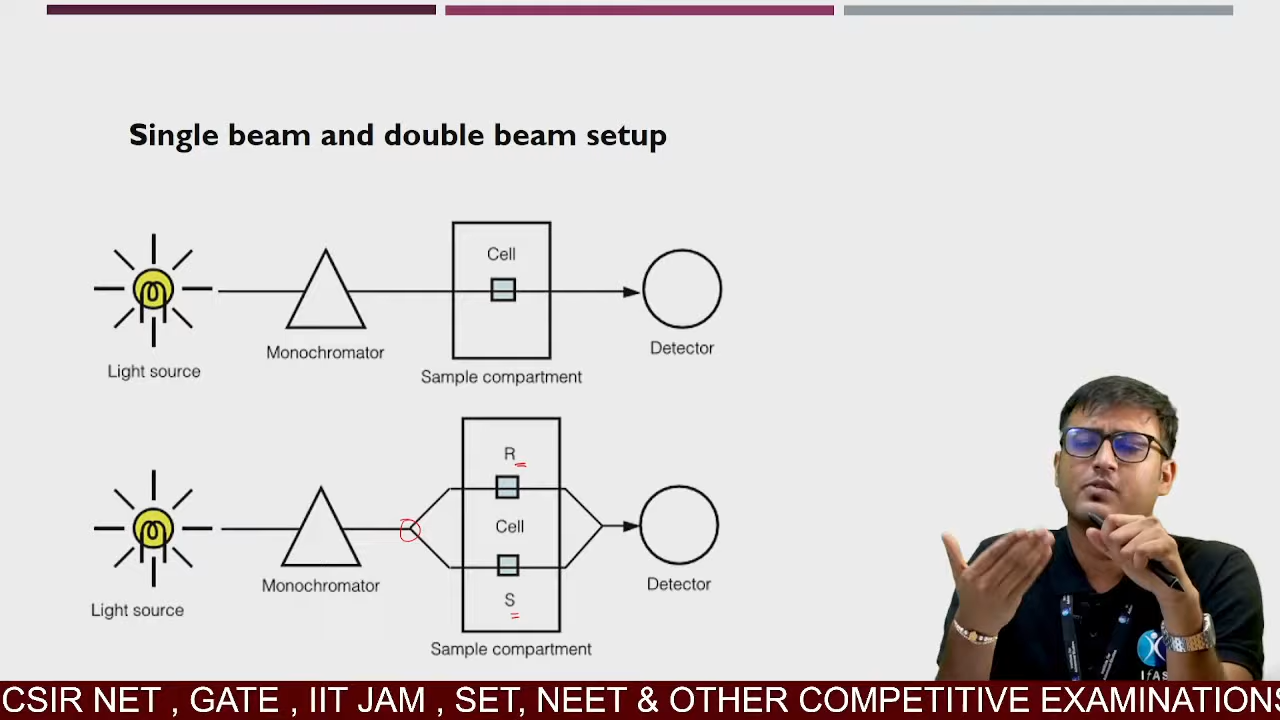 Single beam and double beam setup
Cell
Light source
Monochromator
Sample compartment
Detector
R
Cell
S
Light source
Monochromator
Sample compartment
Detector
IFAS
CSIR NET , GATE , IIT JAM , SET, NEET & OTHER COMPETITIVE EXAMINATIONS